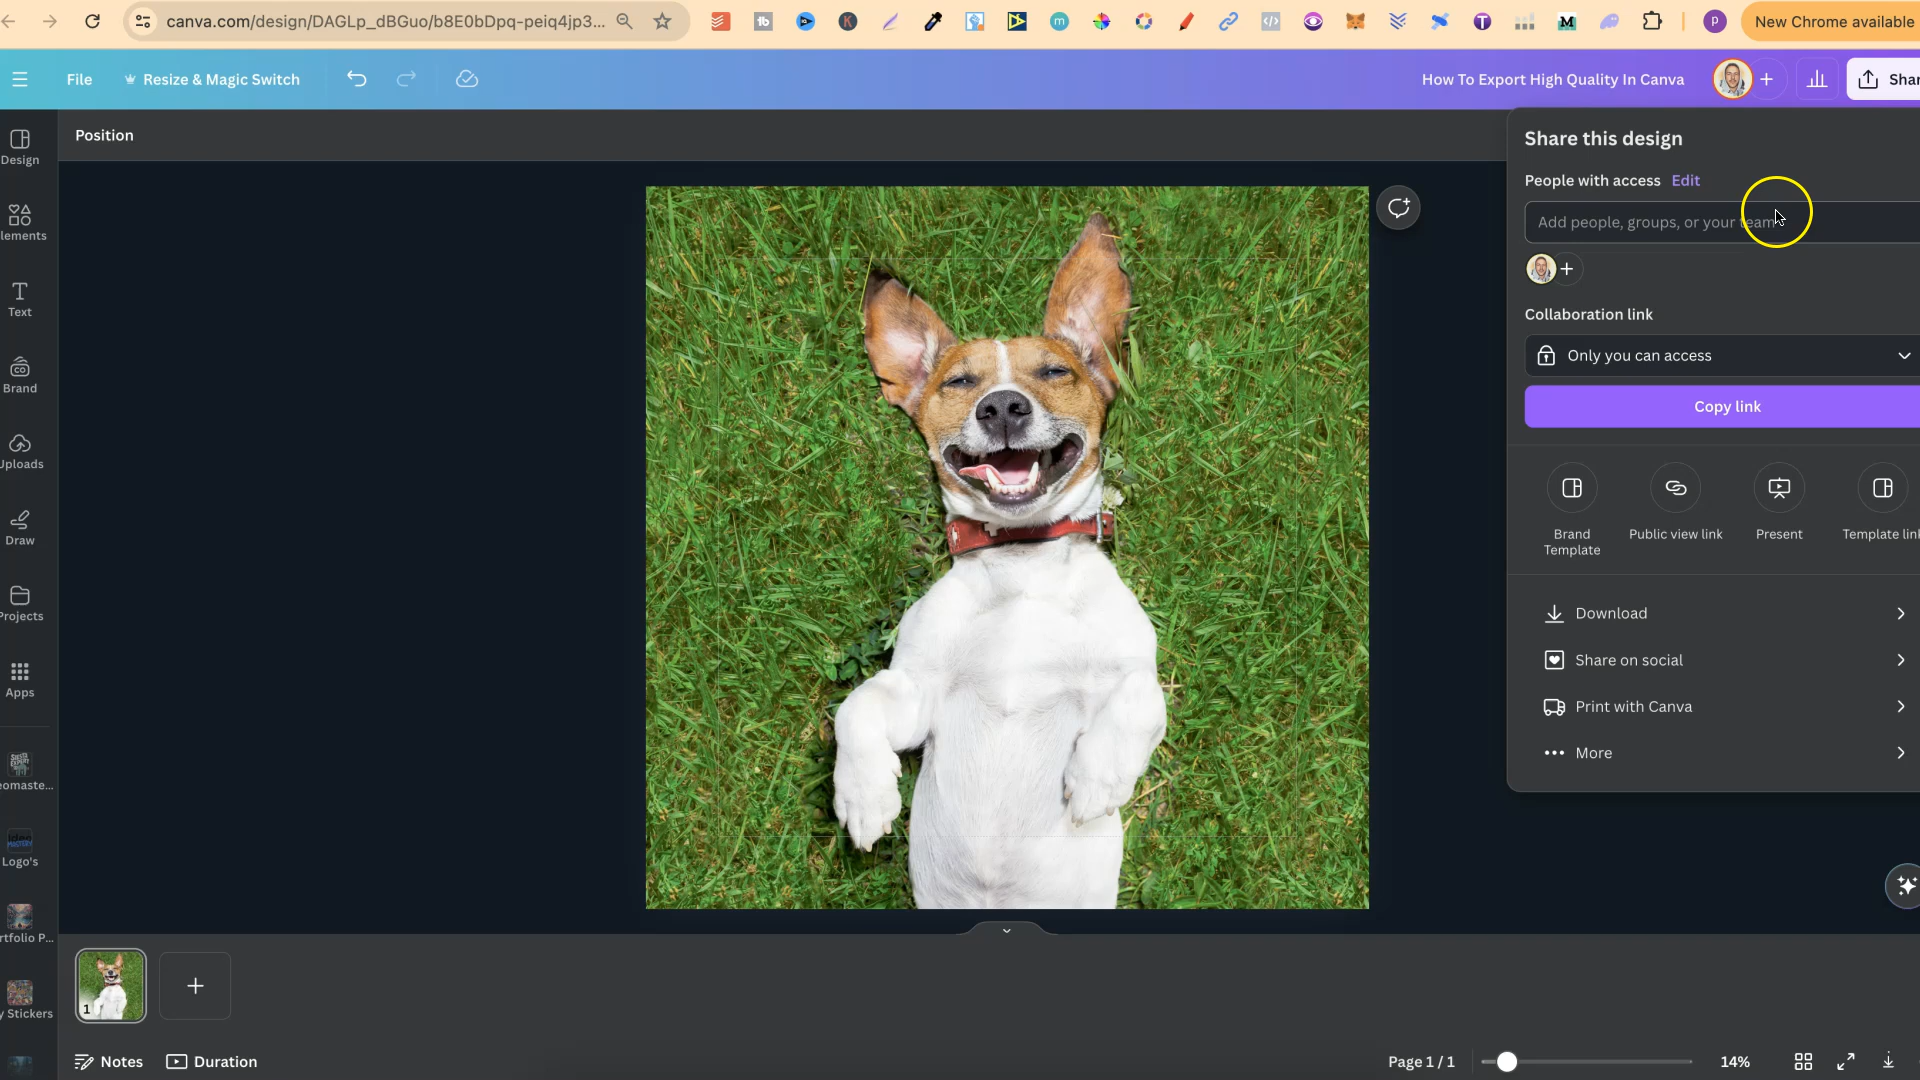 canva.com/design/DAGLp_dBGuo/b8E0bDpq-peiq4jp3...
New Chrome available
File
Resize & Magic Switch
How To Export High Quality In Canva
Shar
Position
Design
lements
Text
Brand
Uploads
Draw
Projects
Apps
eomaste...
Logo's
rtfolio P...
y Stickers
Share this design
People with access Edit
Add people, groups, or your team
Collaboration link
Only you can access
Copy link
Brand
Template
Public view link
Present
Template link
Download
Share on social
Print with Canva
More
1
Notes
Duration
Page 1 / 1
14%